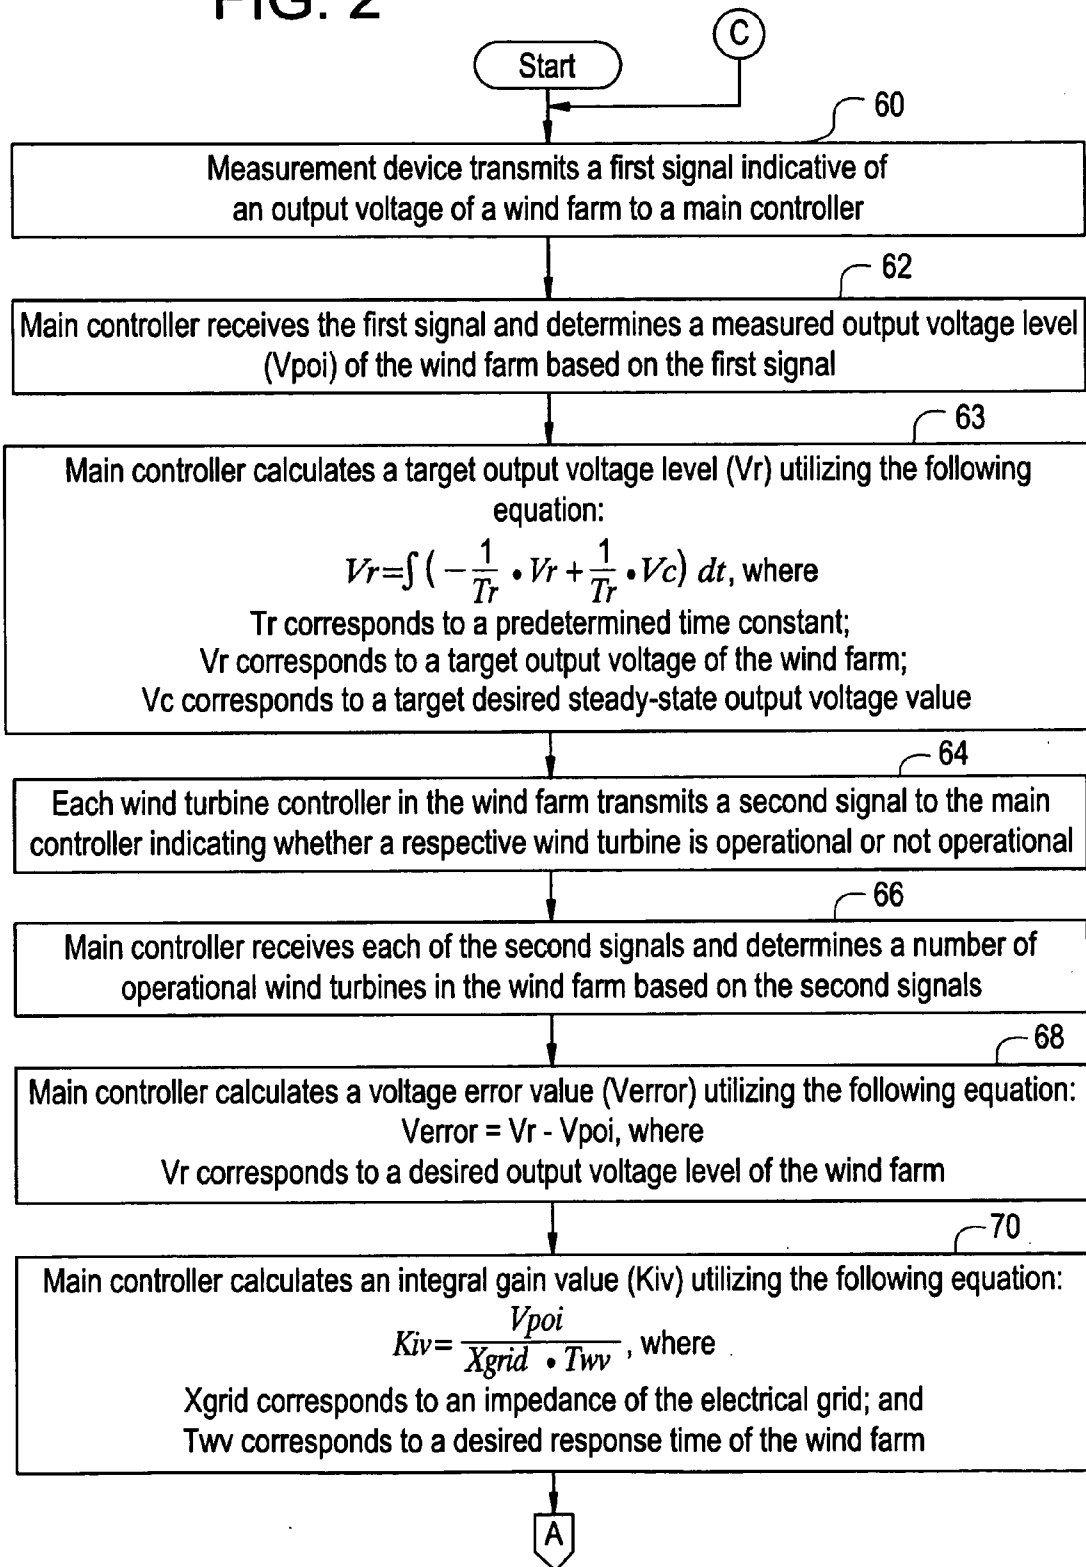 FIG. 2
C
Start
60
Measurement device transmits a first signal indicative of
an output voltage of a wind farm to a main controller
62
Main controller receives the first signal and determines a measured output voltage level
(Vpoi) of the wind farm based on the first signal
63
Main controller calculates a target output voltage level (Vr) utilizing the following
equation:
Vr=∫(-1/Tr • Vr + 1/Tr • Vc) dt, where
Tr corresponds to a predetermined time constant;
Vr corresponds to a target output voltage of the wind farm;
Vc corresponds to a target desired steady-state output voltage value
64
Each wind turbine controller in the wind farm transmits a second signal to the main
controller indicating whether a respective wind turbine is operational or not operational
66
Main controller receives each of the second signals and determines a number of
operational wind turbines in the wind farm based on the second signals
68
Main controller calculates a voltage error value (Verror) utilizing the following equation:
Verror = Vr - Vpoi, where
Vr corresponds to a desired output voltage level of the wind farm
70
Main controller calculates an integral gain value (Kiv) utilizing the following equation:
Kiv= Vpoi / Xgrid • Twv, where
Xgrid corresponds to an impedance of the electrical grid; and
Twv corresponds to a desired response time of the wind farm
A